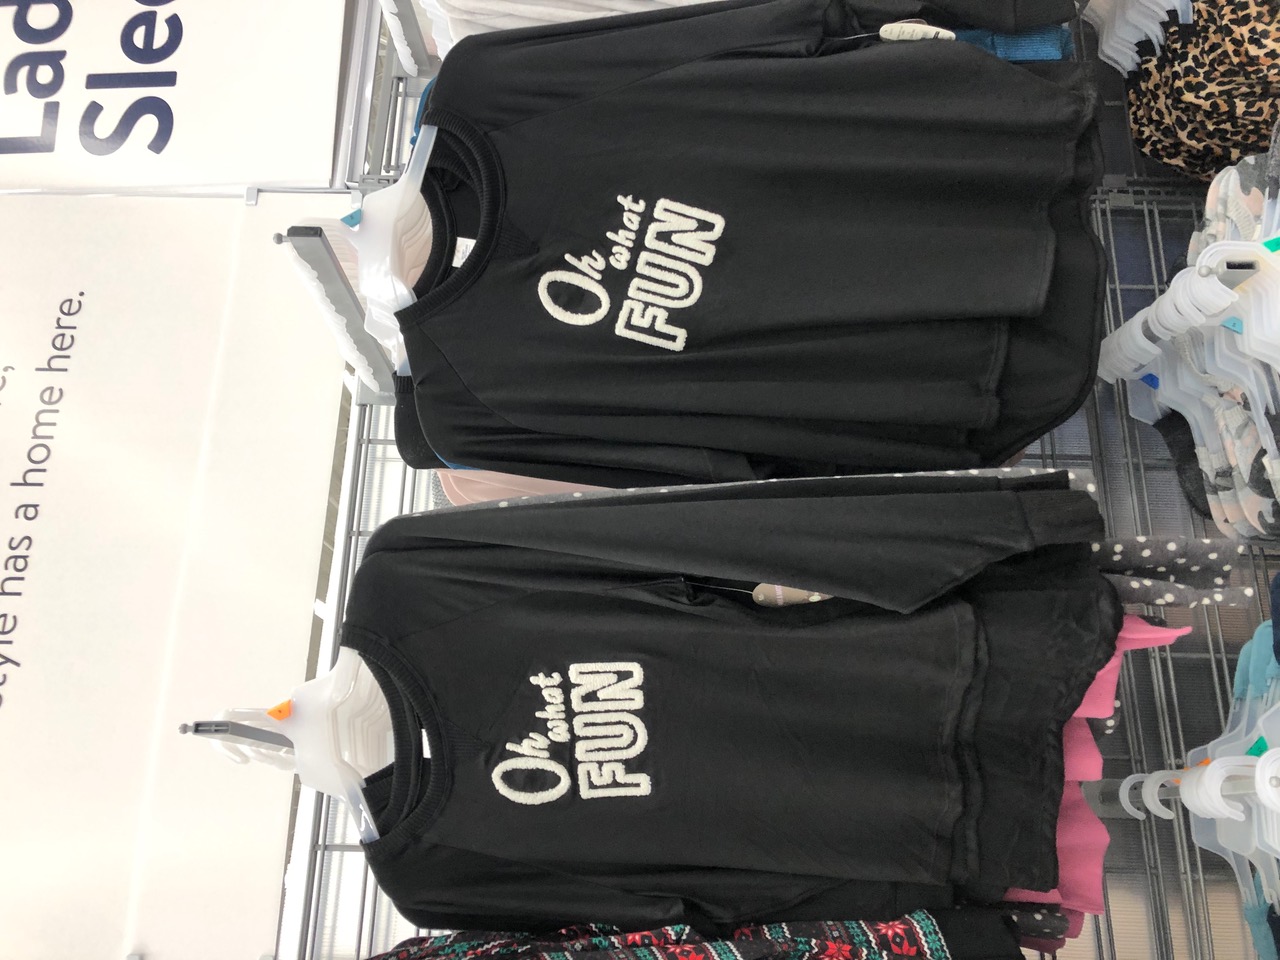 Lad
Slee
style has a home here.
Oh
what
FUN
Oh
what
FUN